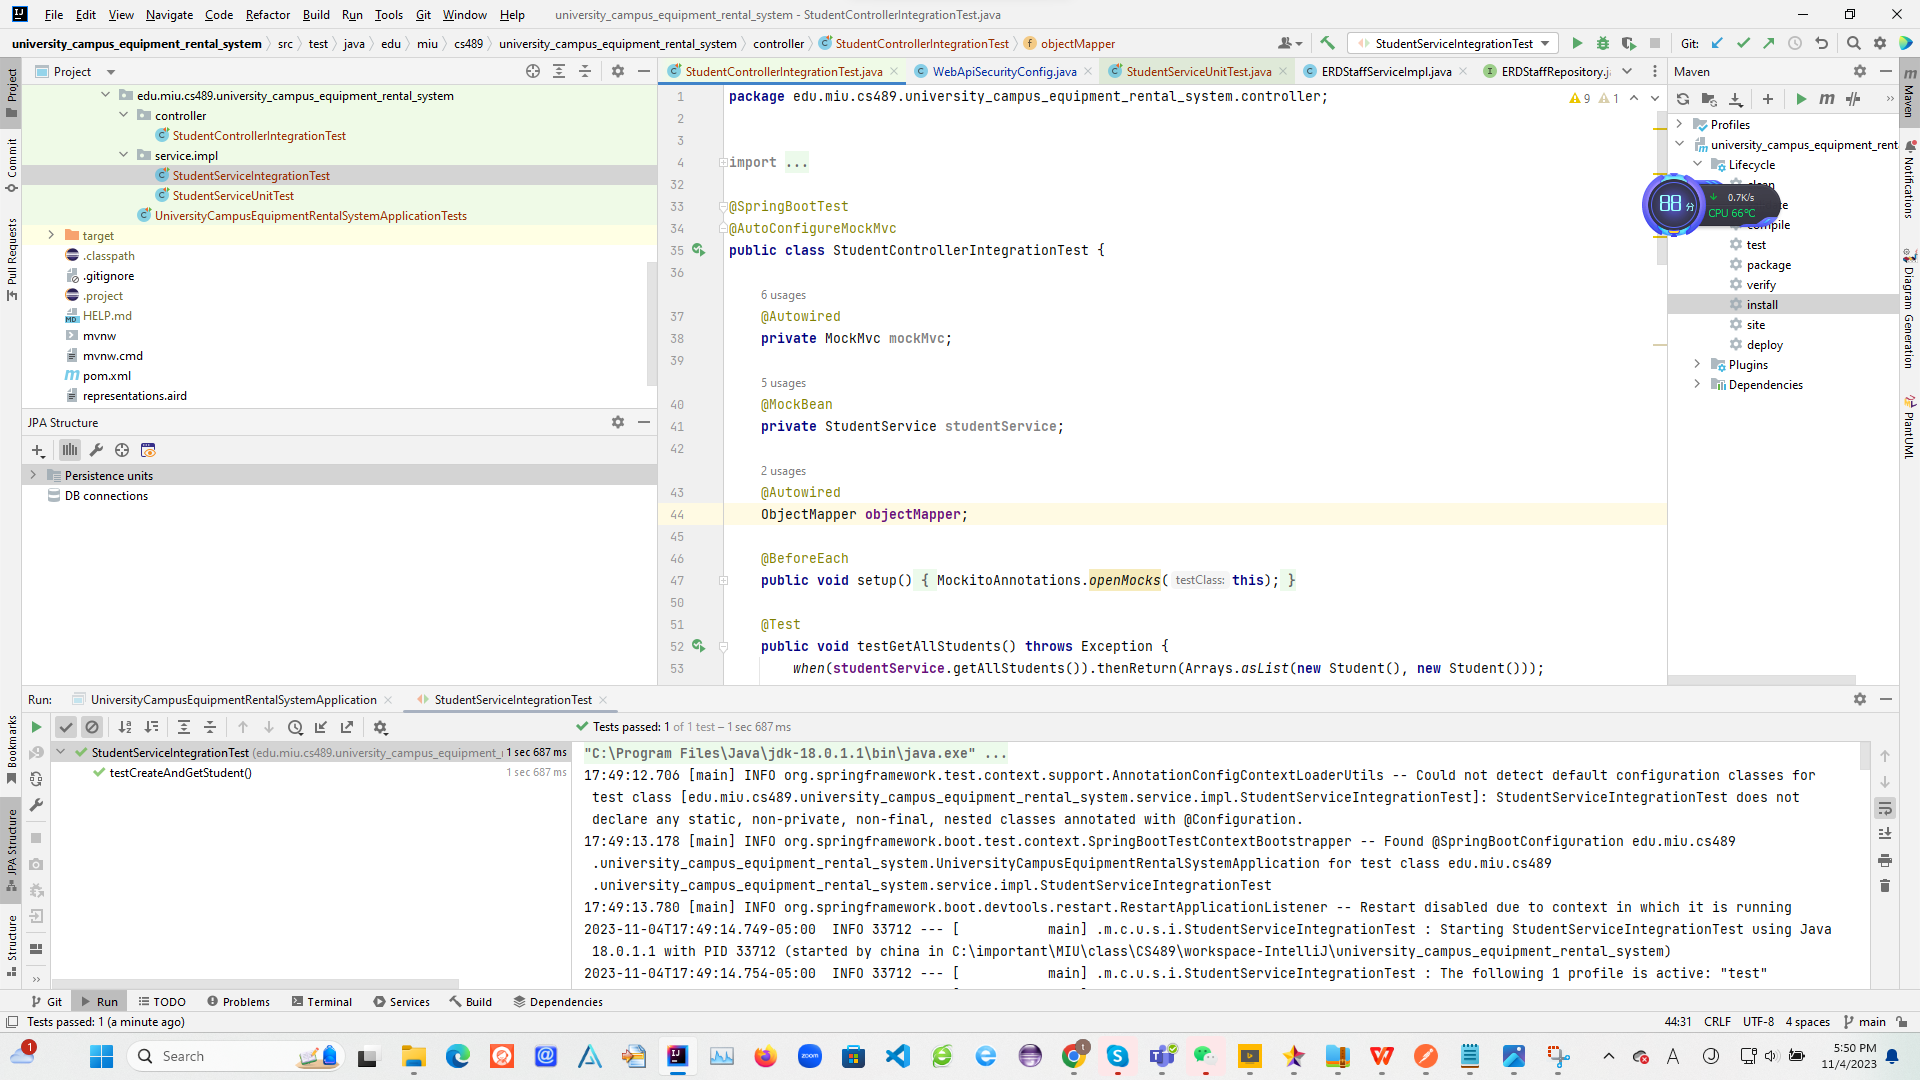 File Edit View Navigate Code Refactor Build Run Tools Git Window Help university_campus_equipment_rental_system - StudentControllerIntegrationTest.java
university_campus_equipment_rental_system src test java edu miu cs489 university_campus_equipment_rental_system controller StudentControllerIntegrationTest objectMapper StudentServiceIntegrationTest Git:
Project
Commit
Pull Requests
Bookmarks
JPA Structure
Structure
Project
edu.miu.cs489.university_campus_equipment_rental_system
controller
StudentControllerIntegrationTest
service.impl
StudentServiceIntegrationTest
StudentServiceUnitTest
UniversityCampusEquipmentRentalSystemApplicationTests
target
.classpath
.gitignore
.project
HELP.md
mvnw
mvnw.cmd
pom.xml
representations.aird
JPA Structure
Persistence units
DB connections
StudentControllerIntegrationTest.java WebApiSecurityConfig.java StudentServiceUnitTest.java ERDStaffServiceImpl.java ERDStaffRepository.j
9 1
1 package edu.miu.cs489.university_campus_equipment_rental_system.controller;
2
3
4 import ...
32
33 @SpringBootTest
34 @AutoConfigureMockMvc
35 public class StudentControllerIntegrationTest {
36
6 usages
37 @Autowired
38 private MockMvc mockMvc;
39
5 usages
40 @MockBean
41 private StudentService studentService;
42
2 usages
43 @Autowired
44 ObjectMapper objectMapper;
45
46 @BeforeEach
47 public void setup() { MockitoAnnotations.openMocks( testClass: this); }
50
51 @Test
52 public void testGetAllStudents() throws Exception {
53 when(studentService.getAllStudents()).thenReturn(Arrays.asList(new Student(), new Student()));
Maven
Profiles
university_campus_equipment_rent
Lifecycle
compile
test
package
verify
install
site
deploy
Plugins
Dependencies
88分
0.7K/s
CPU 66℃
Maven
Notifications
Diagram Generation
PlantUML
Run: UniversityCampusEquipmentRentalSystemApplication StudentServiceIntegrationTest
Tests passed: 1 of 1 test – 1 sec 687 ms
StudentServiceIntegrationTest (edu.miu.cs489.university_campus_equipment_ 1 sec 687 ms
testCreateAndGetStudent() 1 sec 687 ms
"C:\Program Files\Java\jdk-18.0.1.1\bin\java.exe" ...
17:49:12.706 [main] INFO org.springframework.test.context.support.AnnotationConfigContextLoaderUtils -- Could not detect default configuration classes for
test class [edu.miu.cs489.university_campus_equipment_rental_system.service.impl.StudentServiceIntegrationTest]: StudentServiceIntegrationTest does not
declare any static, non-private, non-final, nested classes annotated with @Configuration.
17:49:13.178 [main] INFO org.springframework.boot.test.context.SpringBootTestContextBootstrapper -- Found @SpringBootConfiguration edu.miu.cs489
.university_campus_equipment_rental_system.UniversityCampusEquipmentRentalSystemApplication for test class edu.miu.cs489
.university_campus_equipment_rental_system.service.impl.StudentServiceIntegrationTest
17:49:13.780 [main] INFO org.springframework.boot.devtools.restart.RestartApplicationListener -- Restart disabled due to context in which it is running
2023-11-04T17:49:14.749-05:00 INFO 33712 --- [ main] .m.c.u.s.i.StudentServiceIntegrationTest : Starting StudentServiceIntegrationTest using Java
18.0.1.1 with PID 33712 (started by china in C:\important\MIU\class\CS489\workspace-IntelliJ\university_campus_equipment_rental_system)
2023-11-04T17:49:14.754-05:00 INFO 33712 --- [ main] .m.c.u.s.i.StudentServiceIntegrationTest : The following 1 profile is active: "test"
Git Run TODO Problems Terminal Services Build Dependencies
Tests passed: 1 (a minute ago) 44:31 CRLF UTF-8 4 spaces main
1 Search zoom 5:50 PM
11/4/2023